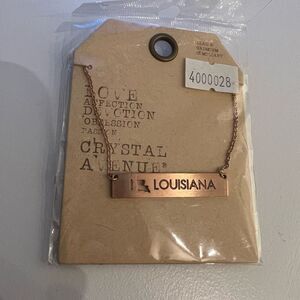 4000028
LOVE
AFFECTION
DEVOTION
OBSESSION
PASSION
CRYSTAL
AVENUE®
I LOUISIANA